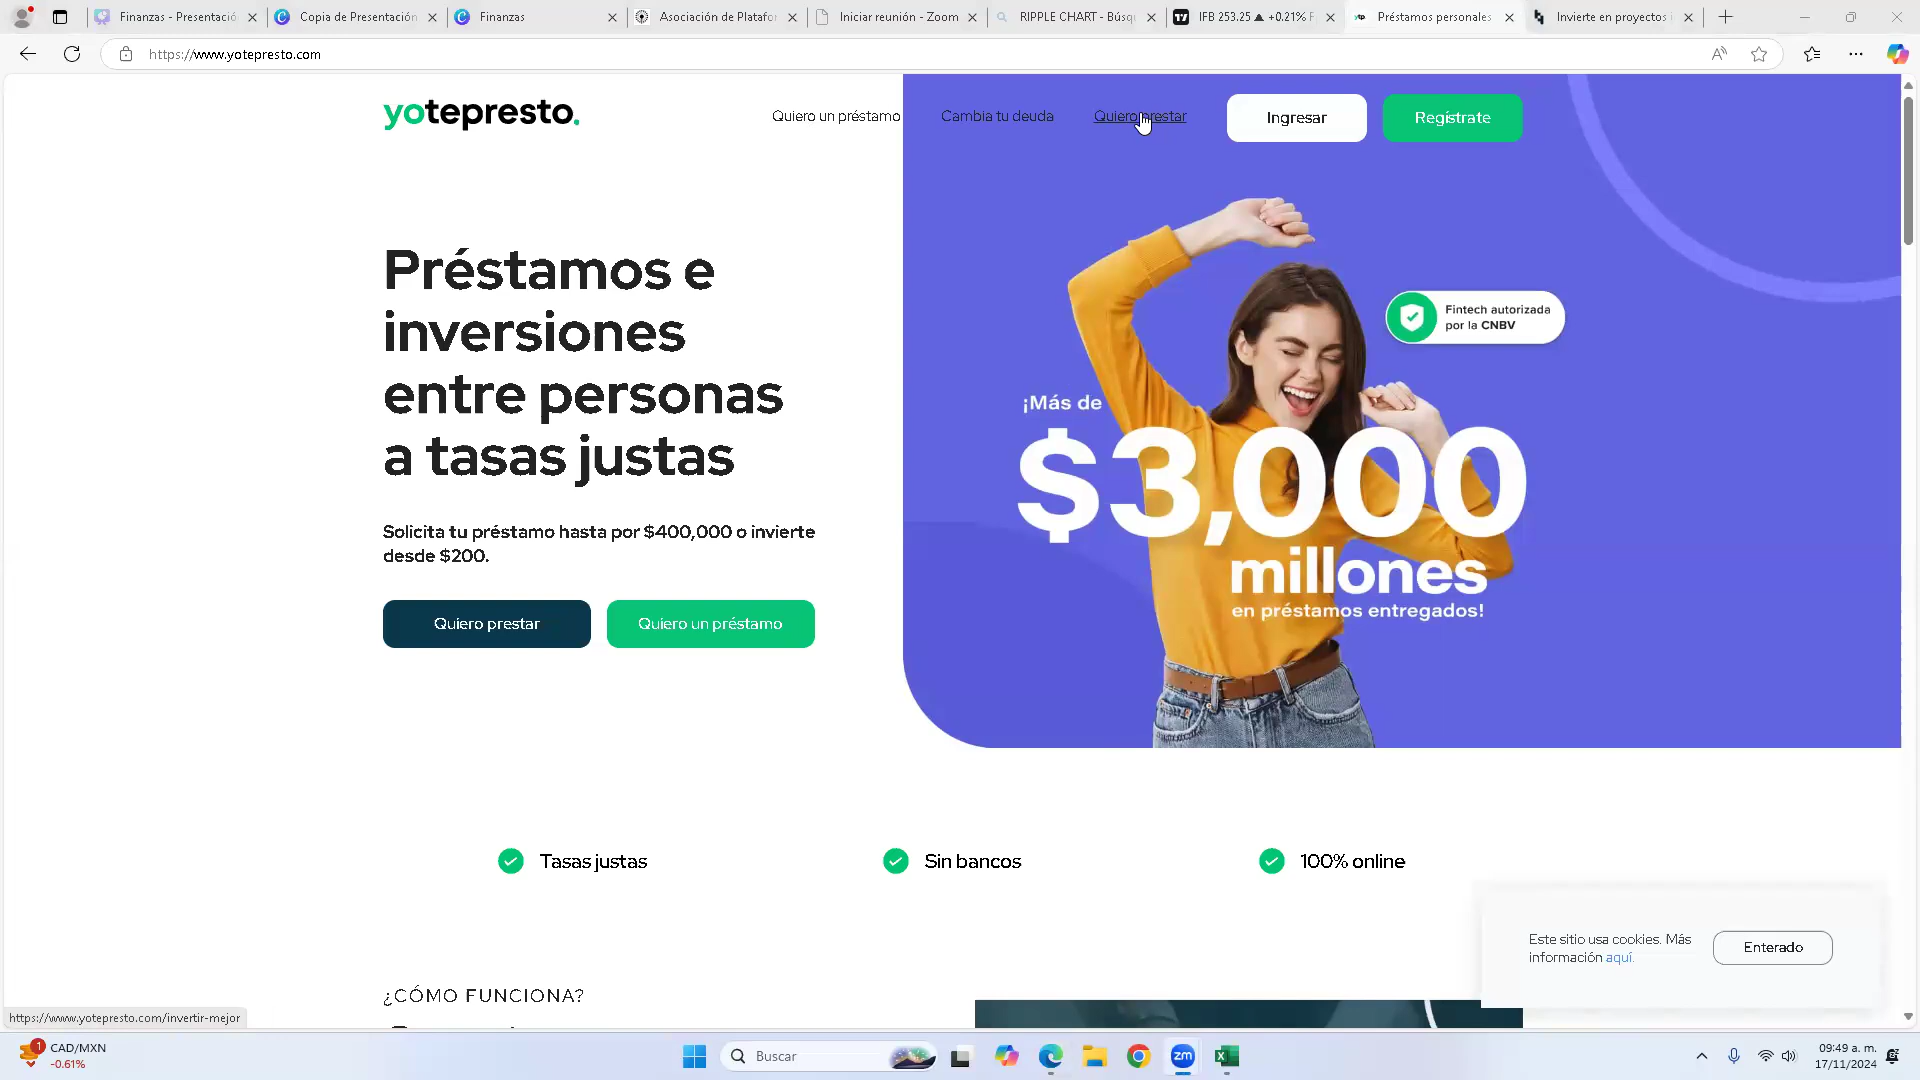 Finanzas - Presentació
Copia de Presentación
Finanzas
Asociación de Platafor
Iniciar reunión - Zoom
RIPPLE CHART - Búsq
IFB 253.25 ▲ +0.21% F
Préstamos personales
Invierte en proyectos i
https://www.yotepresto.com
yotepresto.
Quiero un préstamo
Cambia tu deuda
Quiero prestar
Ingresar
Regístrate
Préstamos e
inversiones
entre personas
a tasas justas
Solicita tu préstamo hasta por $400,000 o invierte
desde $200.
Quiero prestar
Quiero un préstamo
Fintech autorizada
por la CNBV
¡Más de
$3,000
millones
en préstamos entregados!
Tasas justas
Sin bancos
100% online
¿CÓMO FUNCIONA?
Este sitio usa cookies. Más
información aquí.
Enterado
https://www.yotepresto.com/invertir-mejor
1
CAD/MXN
-0.61%
Buscar
zm
09:49 a. m.
17/11/2024